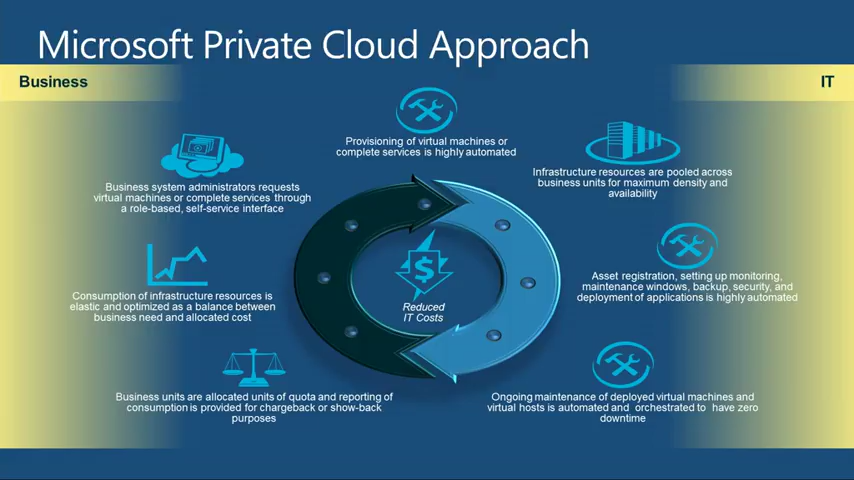 Microsoft Private Cloud Approach
Business
IT
Provisioning of virtual machines or
complete services is highly automated
Infrastructure resources are pooled across
business units for maximum density and
availability
Business system administrators requests
virtual machines or complete services through
a role-based, self-service interface
Asset registration, setting up monitoring,
maintenance windows, backup, security, and
deployment of applications is highly automated
Consumption of infrastructure resources is
elastic and optimized as a balance between
business need and allocated cost
$
Reduced
IT Costs
Business units are allocated units of quota and reporting of
consumption is provided for chargeback or show-back
purposes
Ongoing maintenance of deployed virtual machines and
virtual hosts is automated and orchestrated to have zero
downtime